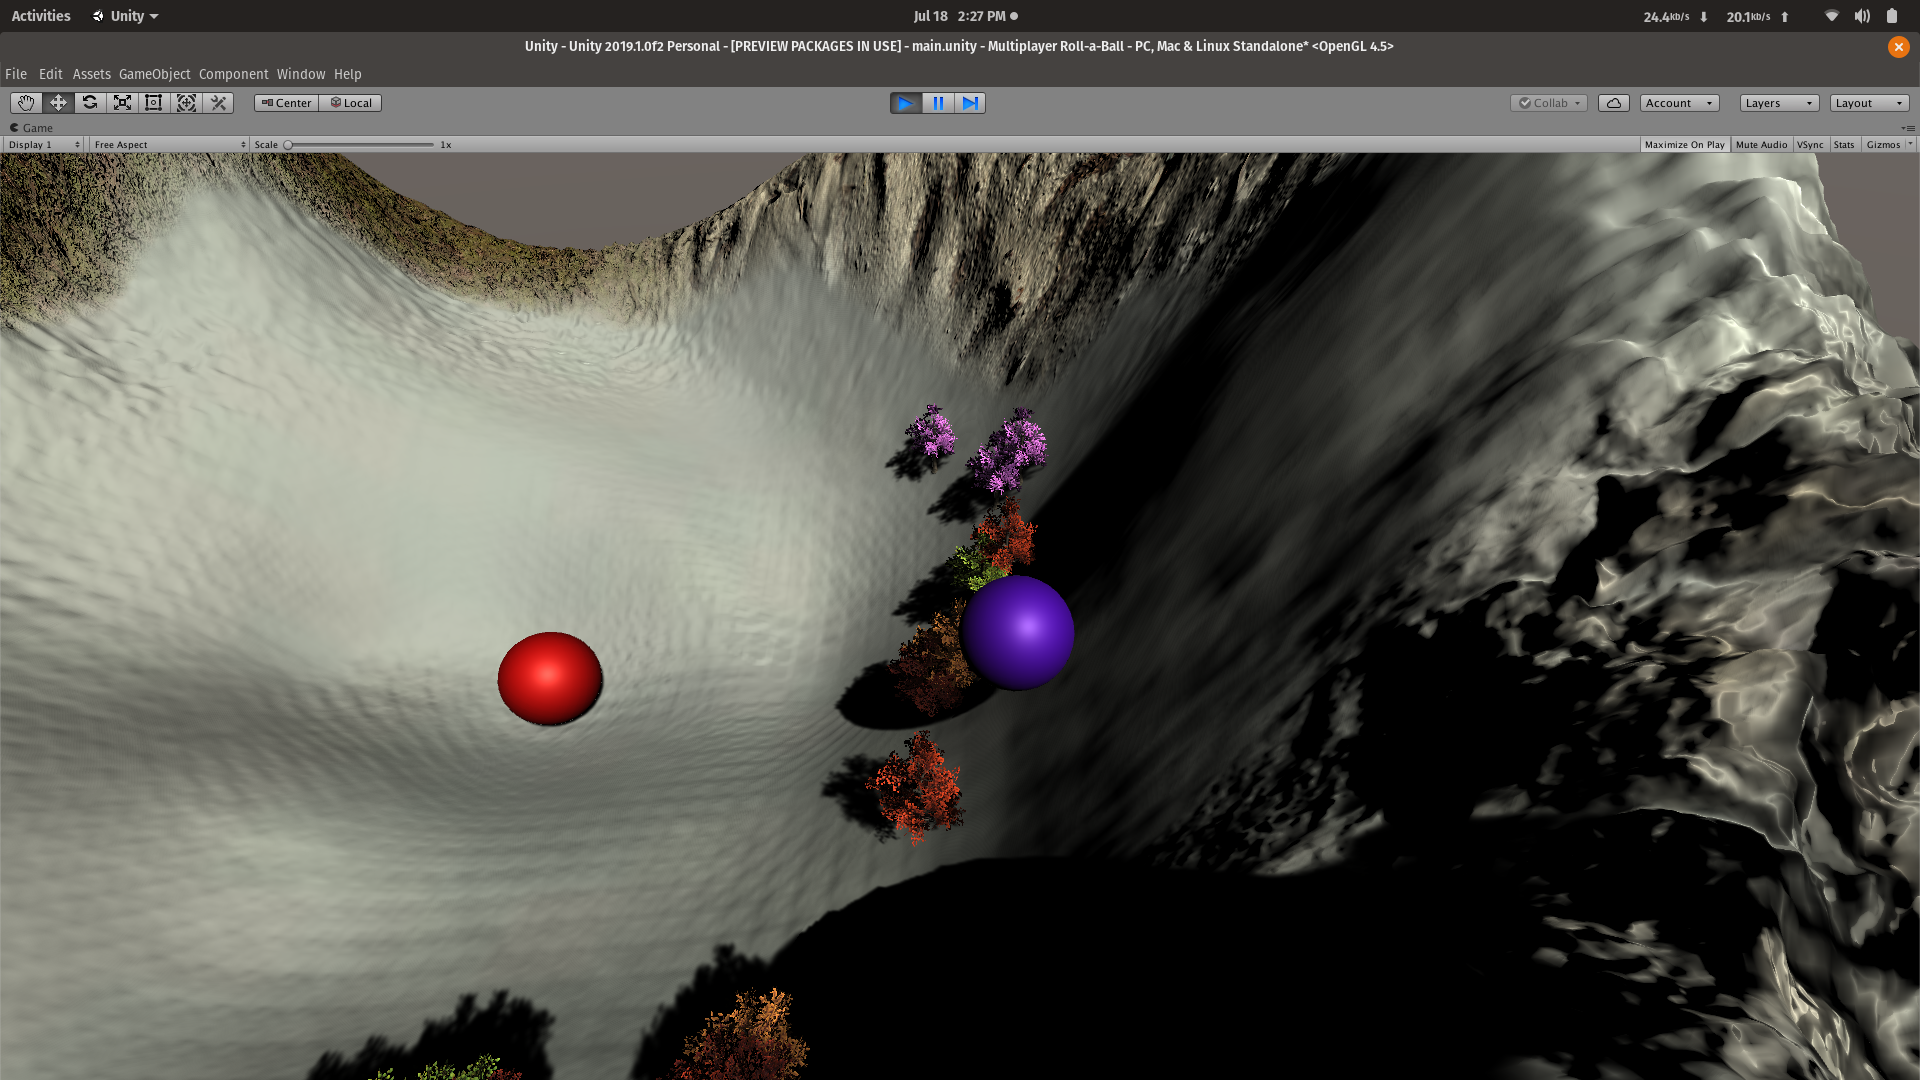 Activities Unity Jul 18 2:27 PM 24.4kb/s 20.1kb/s
Unity - Unity 2019.1.0f2 Personal - [PREVIEW PACKAGES IN USE] - main.unity - Multiplayer Roll-a-Ball - PC, Mac & Linux Standalone* <OpenGL 4.5>
File Edit Assets GameObject Component Window Help
Center Local Collab Account Layers Layout
Game
Display 1 Free Aspect Scale 1x Maximize On Play Mute Audio VSync Stats Gizmos